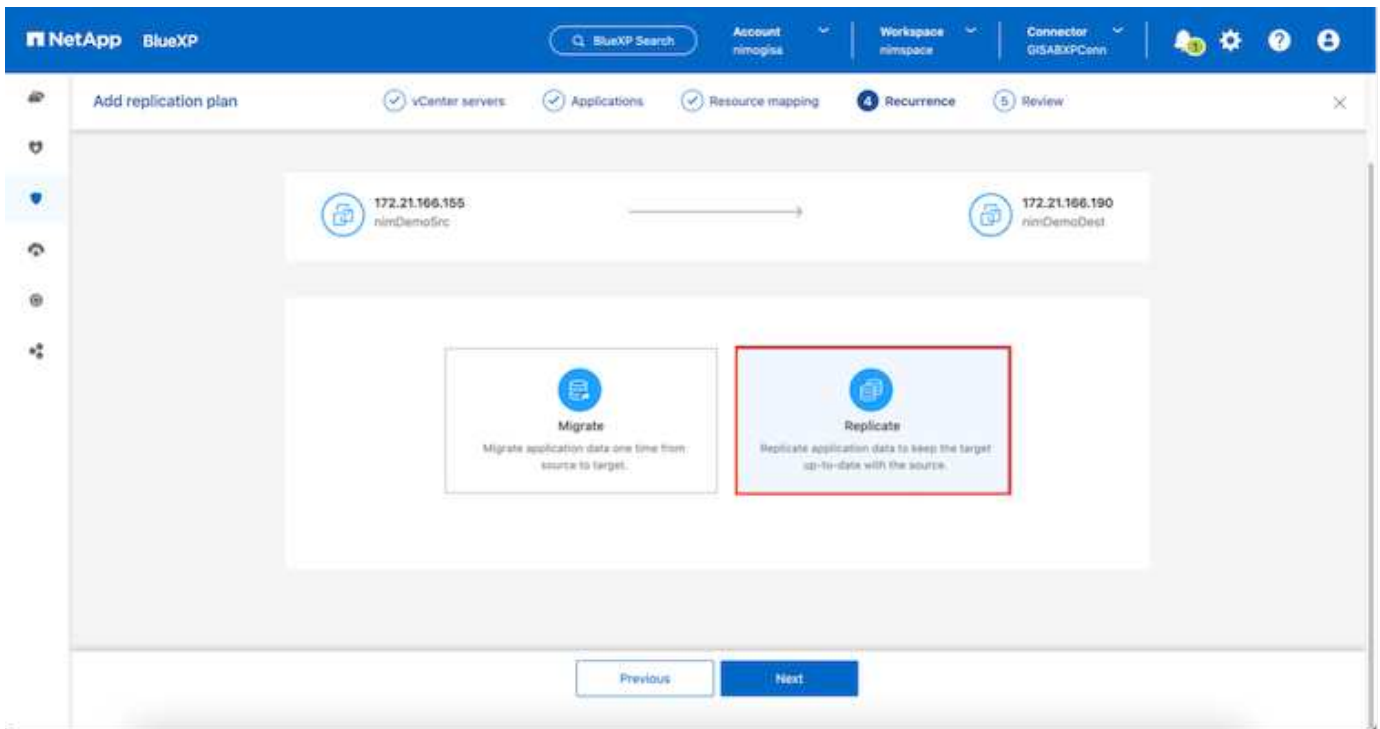 NetApp BlueXP
BlueXP Search
Account
nimogisa
Workspace
nimspace
Connector
GISABXPConn
1
Add replication plan
vCenter servers
Applications
Resource mapping
4 Recurrence
5 Review
172.21.166.155
nimDemoSrc
172.21.166.190
nimDemoDest
Migrate
Migrate application data one time from
source to target.
Replicate
Replicate application data to keep the target
up-to-date with the source.
Previous
Next